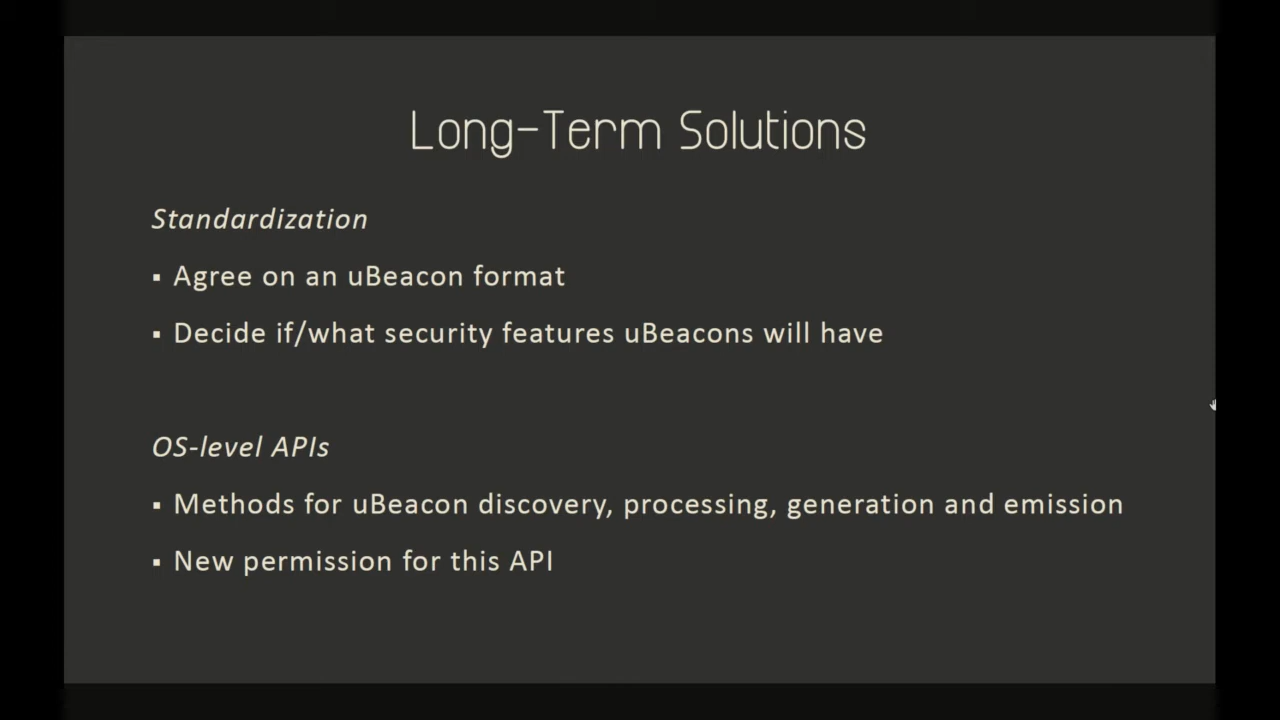 Long-Term Solutions
Standardization
▪ Agree on an uBeacon format
▪ Decide if/what security features uBeacons will have
OS-level APIs
▪ Methods for uBeacon discovery, processing, generation and emission
▪ New permission for this API